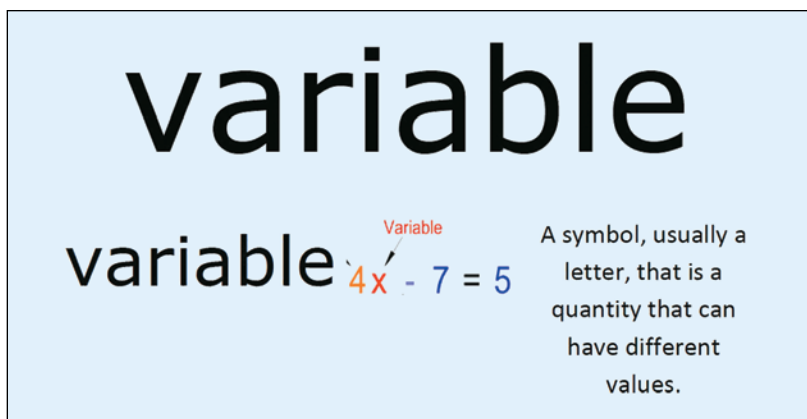 variable
variable
Variable
4x - 7 = 5
A symbol, usually a
letter, that is a
quantity that can
have different
values.